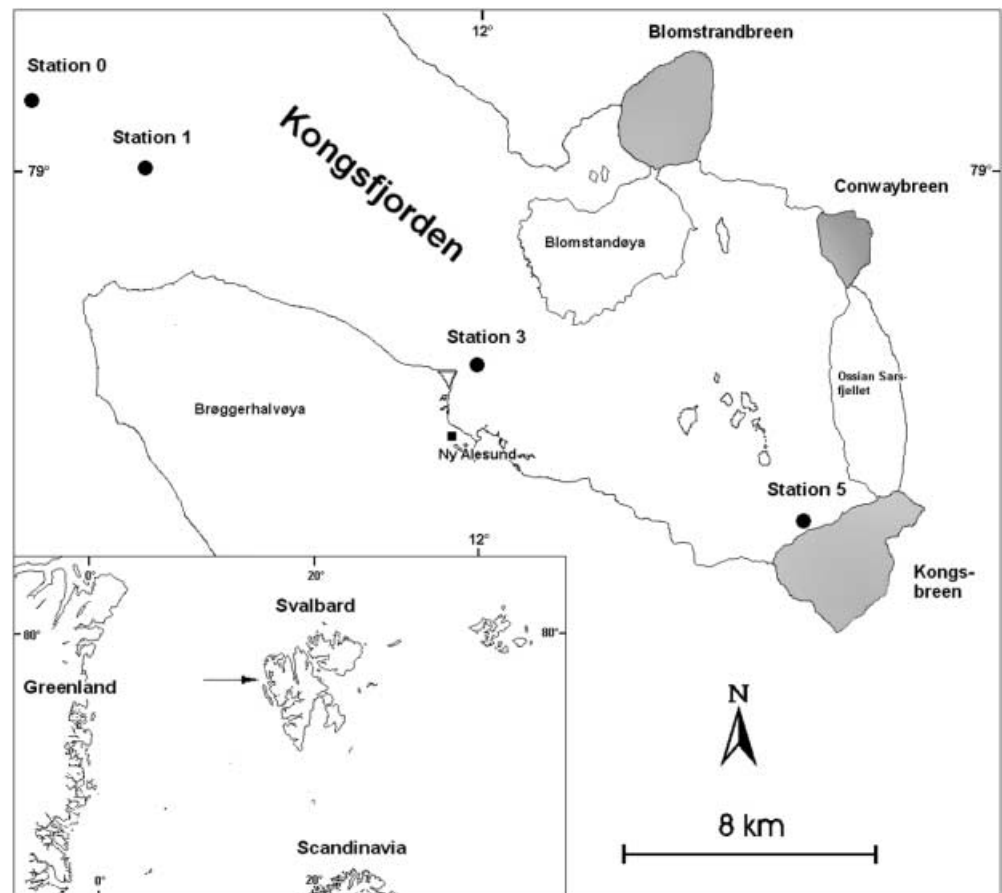 12°
Blomstrandbreen
Station 0
Station 1
Kongsfjorden
79°
79°
Conwaybreen
Blomstandøya
Station 3
Ossian Sars-
fjellet
Brøggerhalvøya
Ny Ålesund
Station 5
12°
Kongs-
breen
0°
20°
Svalbard
80°
80°
Greenland
N
8 km
Scandinavia
0°
20°